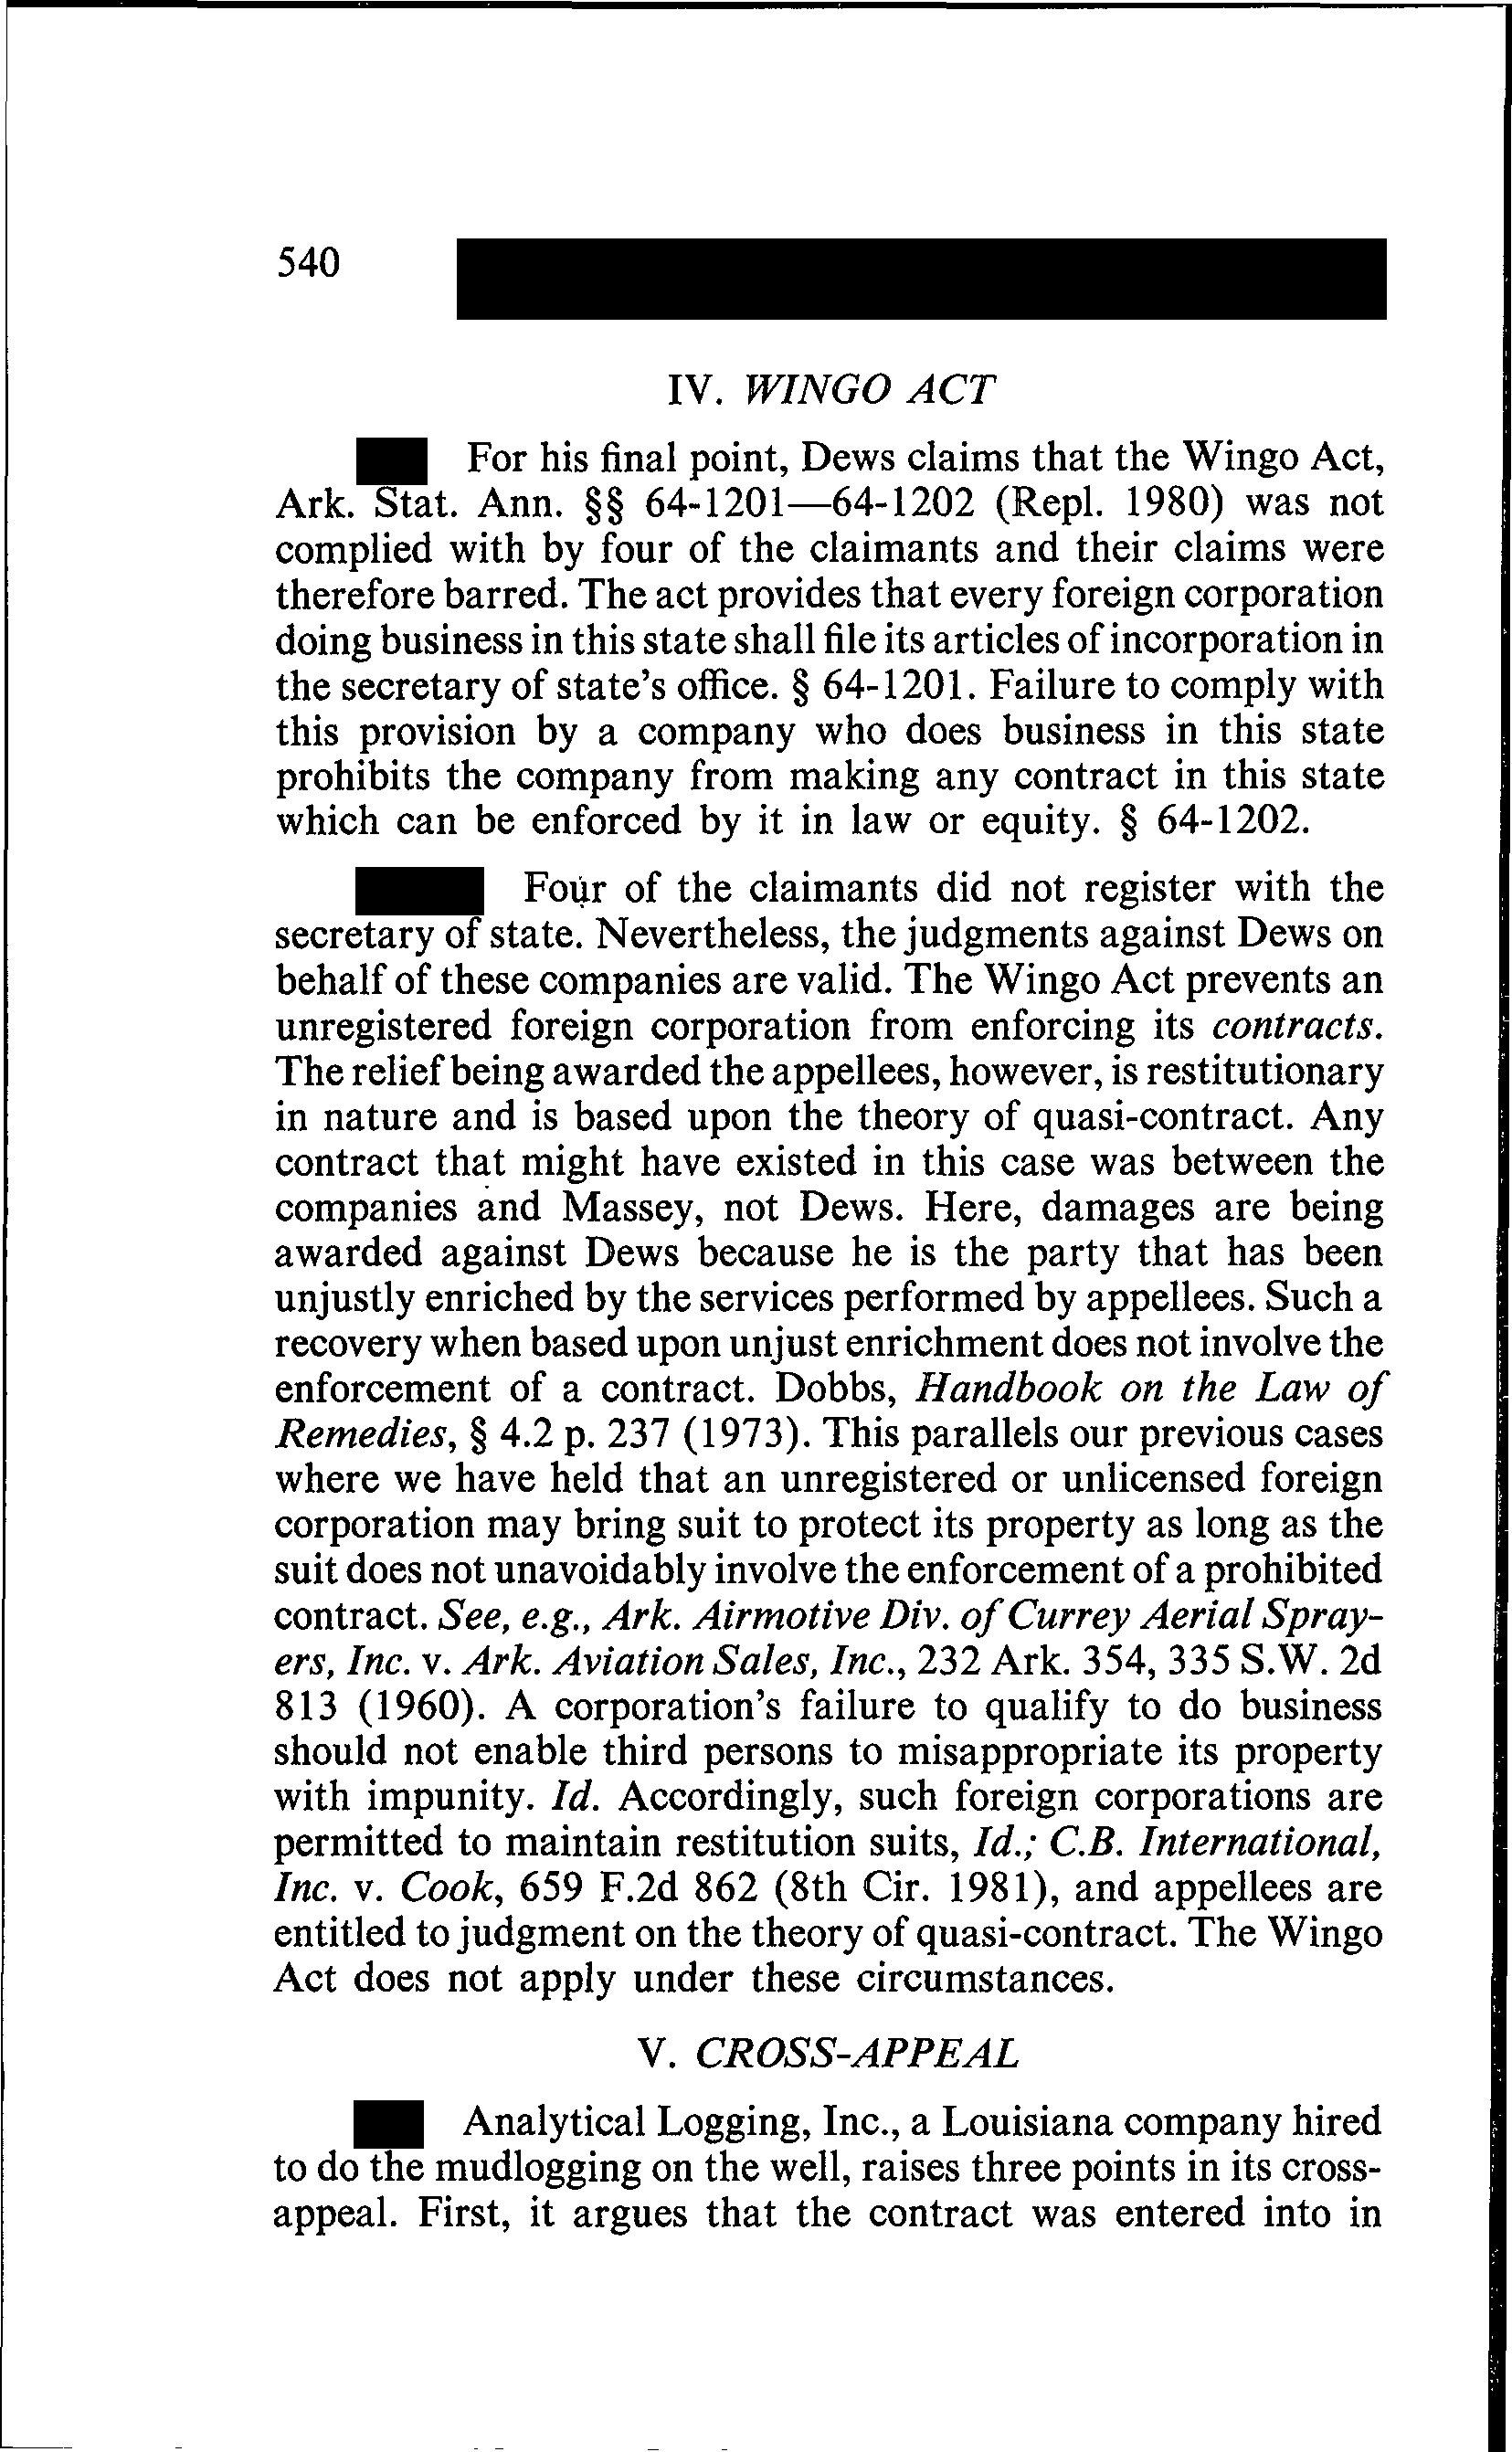 540
IV. WINGO ACT
For his final point, Dews claims that the Wingo Act,
Ark. Stat. Ann. §§ 64-1201—64-1202 (Repl. 1980) was not
complied with by four of the claimants and their claims were
therefore barred. The act provides that every foreign corporation
doing business in this state shall file its articles of incorporation in
the secretary of state's office. § 64-1201. Failure to comply with
this provision by a company who does business in this state
prohibits the company from making any contract in this state
which can be enforced by it in law or equity. § 64-1202.
Four of the claimants did not register with the
secretary of state. Nevertheless, the judgments against Dews on
behalf of these companies are valid. The Wingo Act prevents an
unregistered foreign corporation from enforcing its contracts.
The relief being awarded the appellees, however, is restitutionary
in nature and is based upon the theory of quasi-contract. Any
contract that might have existed in this case was between the
companies and Massey, not Dews. Here, damages are being
awarded against Dews because he is the party that has been
unjustly enriched by the services performed by appellees. Such a
recovery when based upon unjust enrichment does not involve the
enforcement of a contract. Dobbs, Handbook on the Law of
Remedies, § 4.2 p. 237 (1973). This parallels our previous cases
where we have held that an unregistered or unlicensed foreign
corporation may bring suit to protect its property as long as the
suit does not unavoidably involve the enforcement of a prohibited
contract. See, e.g., Ark. Airmotive Div. of Currey Aerial Spray-
ers, Inc. v. Ark. Aviation Sales, Inc., 232 Ark. 354, 335 S.W. 2d
813 (1960). A corporation's failure to qualify to do business
should not enable third persons to misappropriate its property
with impunity. Id. Accordingly, such foreign corporations are
permitted to maintain restitution suits, Id.; C.B. International,
Inc. v. Cook, 659 F.2d 862 (8th Cir. 1981), and appellees are
entitled to judgment on the theory of quasi-contract. The Wingo
Act does not apply under these circumstances.
V. CROSS-APPEAL
Analytical Logging, Inc., a Louisiana company hired
to do the mudlogging on the well, raises three points in its cross-
appeal. First, it argues that the contract was entered into in